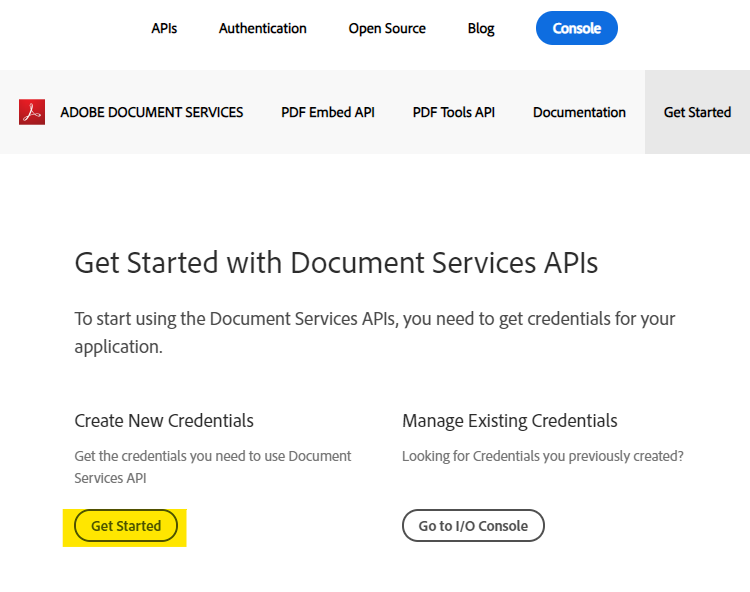 APIs Authentication Open Source Blog Console
ADOBE DOCUMENT SERVICES PDF Embed API PDF Tools API Documentation Get Started
Get Started with Document Services APIs
To start using the Document Services APIs, you need to get credentials for your
application.
Create New Credentials
Get the credentials you need to use Document
Services API
Get Started
Manage Existing Credentials
Looking for Credentials you previously created?
Go to I/O Console